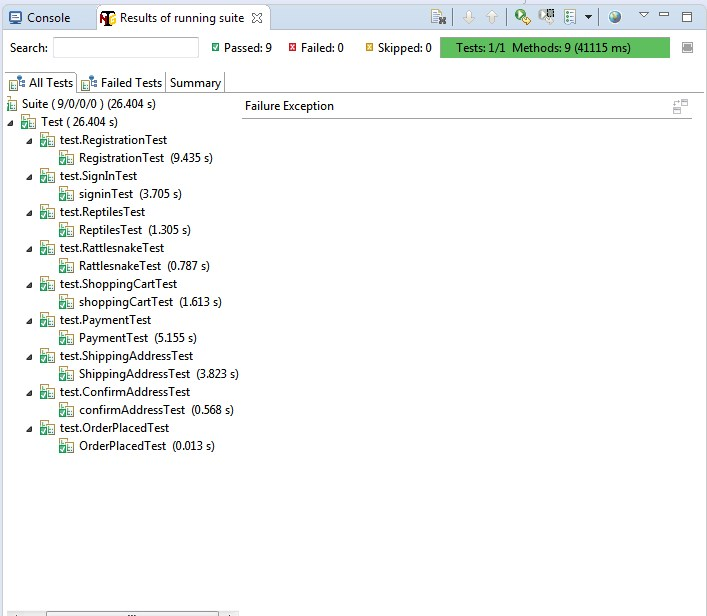 Console
Results of running suite
Search:
Passed: 9
Failed: 0
Skipped: 0
Tests: 1/1 Methods: 9 (41115 ms)
All Tests
Failed Tests
Summary
Suite ( 9/0/0/0 ) (26.404 s)
Failure Exception
Test ( 26.404 s)
test.RegistrationTest
RegistrationTest (9.435 s)
test.SignInTest
signinTest (3.705 s)
test.ReptilesTest
ReptilesTest (1.305 s)
test.RattlesnakeTest
RattlesnakeTest (0.787 s)
test.ShoppingCartTest
shoppingCartTest (1.613 s)
test.PaymentTest
PaymentTest (5.155 s)
test.ShippingAddressTest
ShippingAddressTest (3.823 s)
test.ConfirmAddressTest
confirmAddressTest (0.568 s)
test.OrderPlacedTest
OrderPlacedTest (0.013 s)